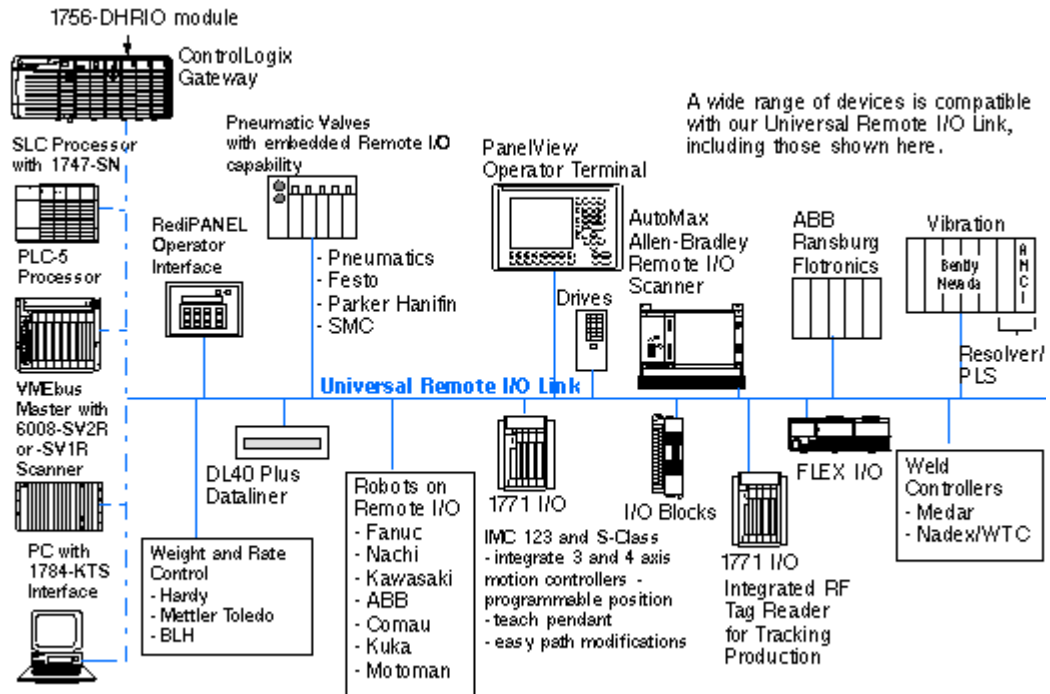 1756-DHRIO module
ControlLogix
Gateway
A wide range of devices is compatible
with our Universal Remote I/O Link,
including those shown here.
SLC Processor
with 1747-SN
Pneumatic Valves
with embedded Remote I/O
capability
PanelView
Operator Terminal
PLC-5
Processor
RediPANEL
Operator
Interface
- Pneumatics
- Festo
- Parker Hanifin
- SMC
Drives
AutoMax
Allen-Bradley
Remote I/O
Scanner
ABB
Ransburg
Flotronics
Vibration
Bently
Nevada
A
M
C
I
Resolver/
PLS
Universal Remote I/O Link
VMEbus
Master with
6008-SV2R
or -SV1R
Scanner
DL40 Plus
Dataliner
1771 I/O
I/O Blocks
FLEX I/O
PC with
1784-KTS
Interface
Weight and Rate
Control
- Hardy
- Mettler Toledo
- BLH
Robots on
Remote I/O
- Fanuc
- Nachi
- Kawasaki
- ABB
- Comau
- Kuka
- Motoman
IMC 123 and S-Class
- integrate 3 and 4 axis
motion controllers -
programmable position
- teach pendant
- easy path modifications
1771 I/O
Integrated RF
Tag Reader
for Tracking
Production
Weld
Controllers
- Medar
- Nadex/WTC